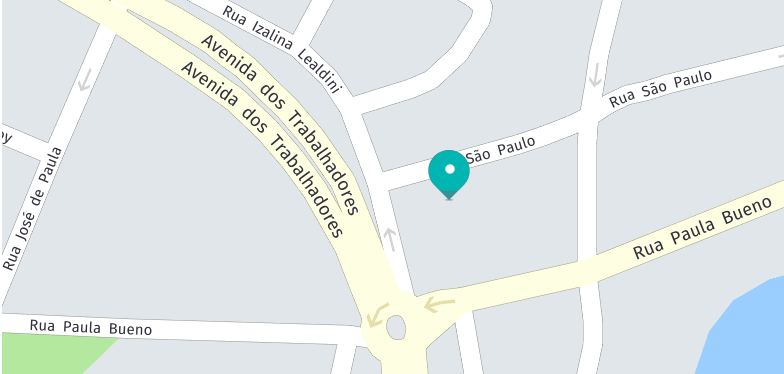 Rua Izalina Lealdini
Avenida dos Trabalhadores
Avenida dos Trabalhadores
Rua São Paulo
São Paulo
Rua José de Paula
Rua Paula Bueno
Rua Paula Bueno